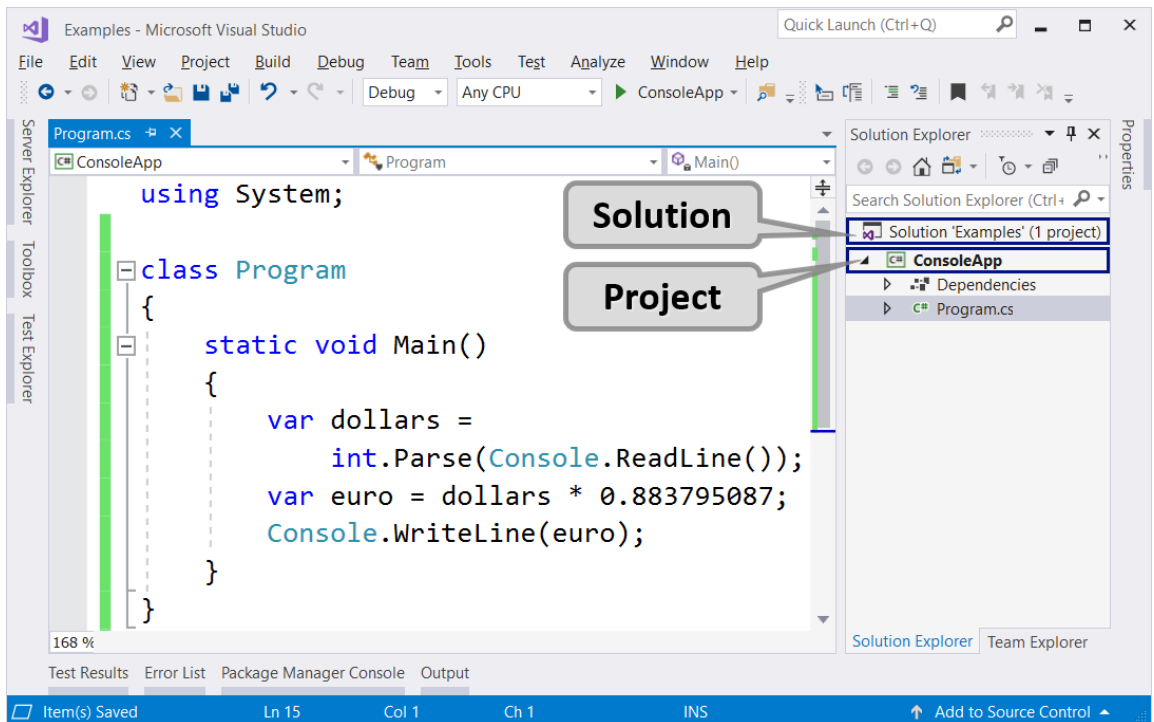 Examples - Microsoft Visual Studio
Quick Launch (Ctrl+Q)
File Edit View Project Build Debug Team Tools Test Analyze Window Help
Debug Any CPU ConsoleApp
Server Explorer
Toolbox
Test Explorer
Program.cs
C# ConsoleApp Program Main()
using System;
class Program
{
static void Main()
{
var dollars =
int.Parse(Console.ReadLine());
var euro = dollars * 0.883795087;
Console.WriteLine(euro);
}
}
168 %
Solution
Project
Solution Explorer
Search Solution Explorer (Ctrl+
Solution 'Examples' (1 project)
C# ConsoleApp
Dependencies
C# Program.cs
Solution Explorer Team Explorer
Properties
Test Results Error List Package Manager Console Output
Item(s) Saved Ln 15 Col 1 Ch 1 INS Add to Source Control